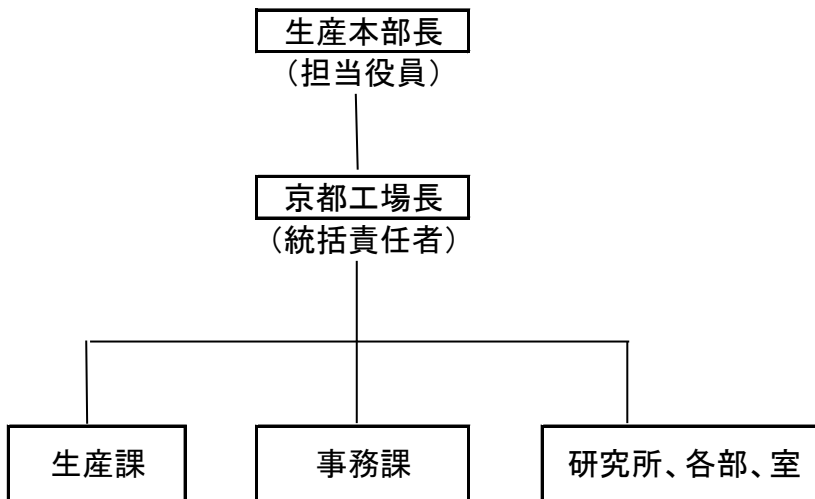 生産本部長
（担当役員）
京都工場長
（統括責任者）
生産課
事務課
研究所、各部、室